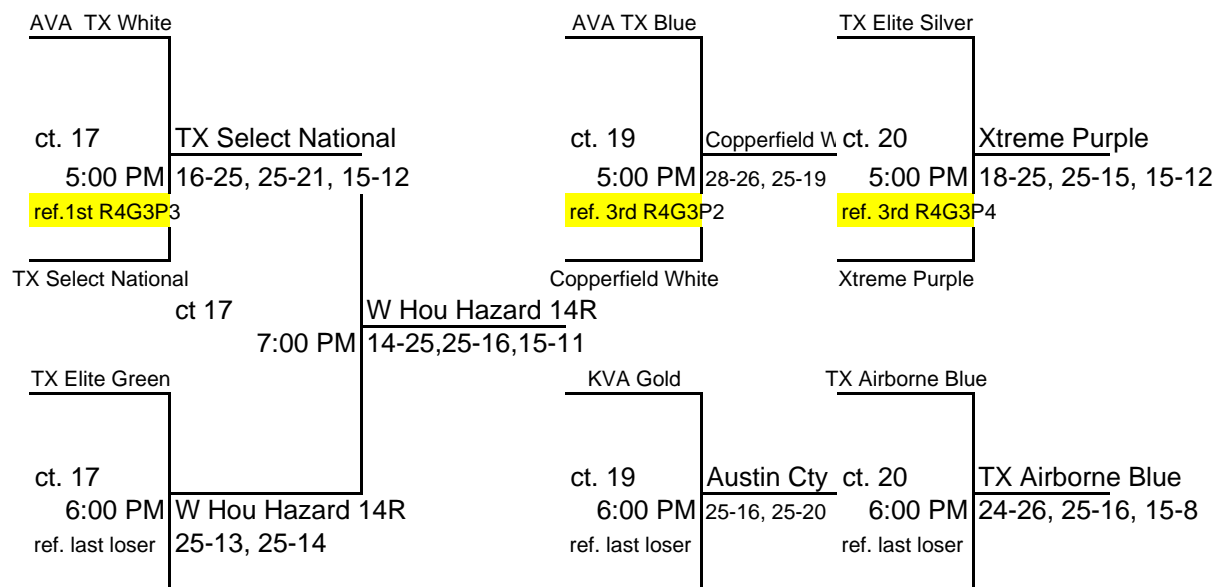 AVA TX White
AVA TX Blue
TX Elite Silver
ct. 17
TX Select National
ct. 19
Copperfield W
ct. 20
Xtreme Purple
5:00 PM
16-25, 25-21, 15-12
5:00 PM
28-26, 25-19
5:00 PM
18-25, 25-15, 15-12
ref.1st R4G3P3
ref. 3rd R4G3P2
ref. 3rd R4G3P4
TX Select National
Copperfield White
Xtreme Purple
ct 17
W Hou Hazard 14R
7:00 PM
14-25,25-16,15-11
TX Elite Green
KVA Gold
TX Airborne Blue
ct. 17
ct. 19
Austin Cty
ct. 20
TX Airborne Blue
6:00 PM
W Hou Hazard 14R
6:00 PM
25-16, 25-20
6:00 PM
24-26, 25-16, 15-8
ref. last loser
25-13, 25-14
ref. last loser
ref. last loser